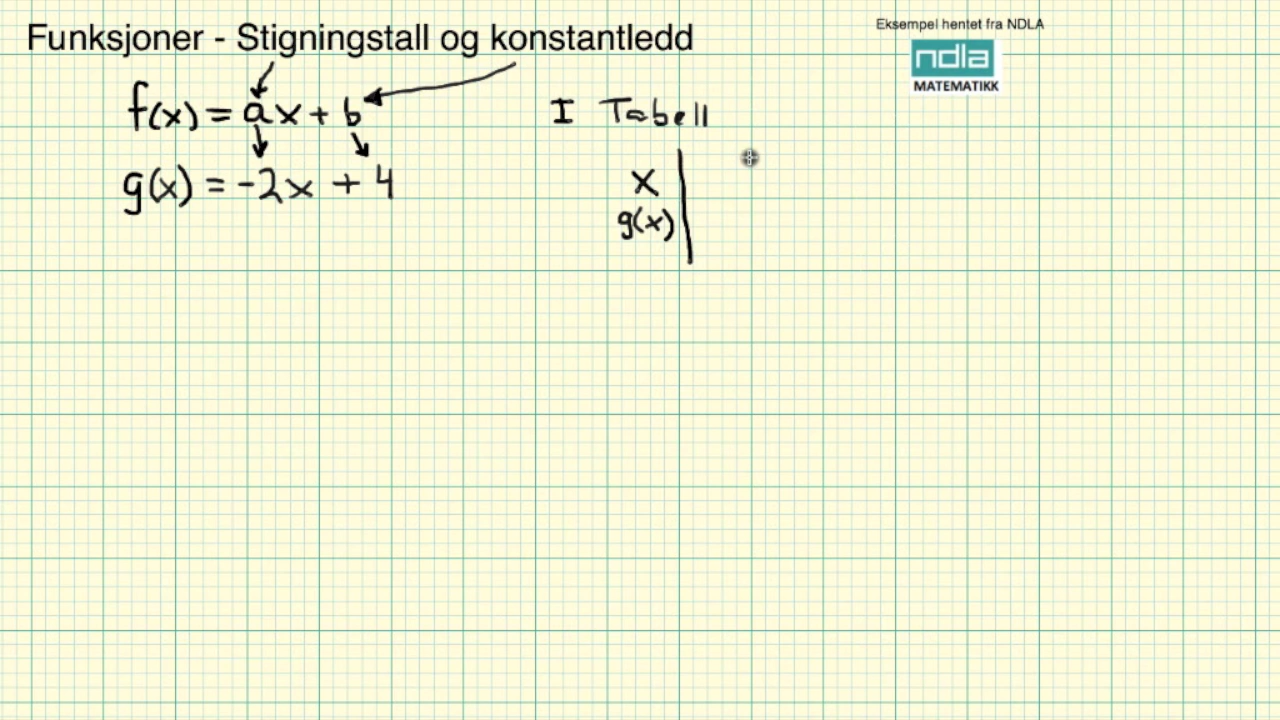 Funksjoner - Stigningstall og konstantledd
Eksempel hentet fra NDLA
ndla
MATEMATIKK
f(x) = ax + b
g(x) = -2x + 4
I Tabell
x
g(x)